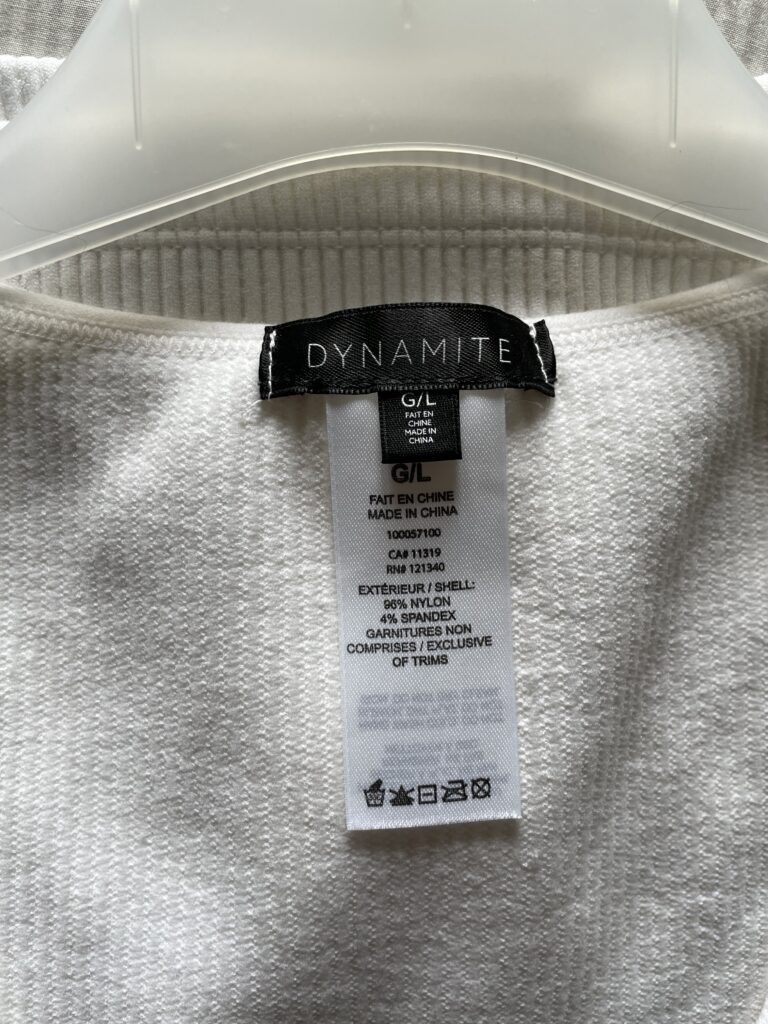 DYNAMITE
G/L
FAIT EN
CHINE
MADE IN
CHINA
G/L
FAIT EN CHINE
MADE IN CHINA
100057100
CA# 11319
RN# 121340
EXTÉRIEUR / SHELL:
96% NYLON
4% SPANDEX
GARNITURES NON
COMPRISES / EXCLUSIVE
OF TRIMS